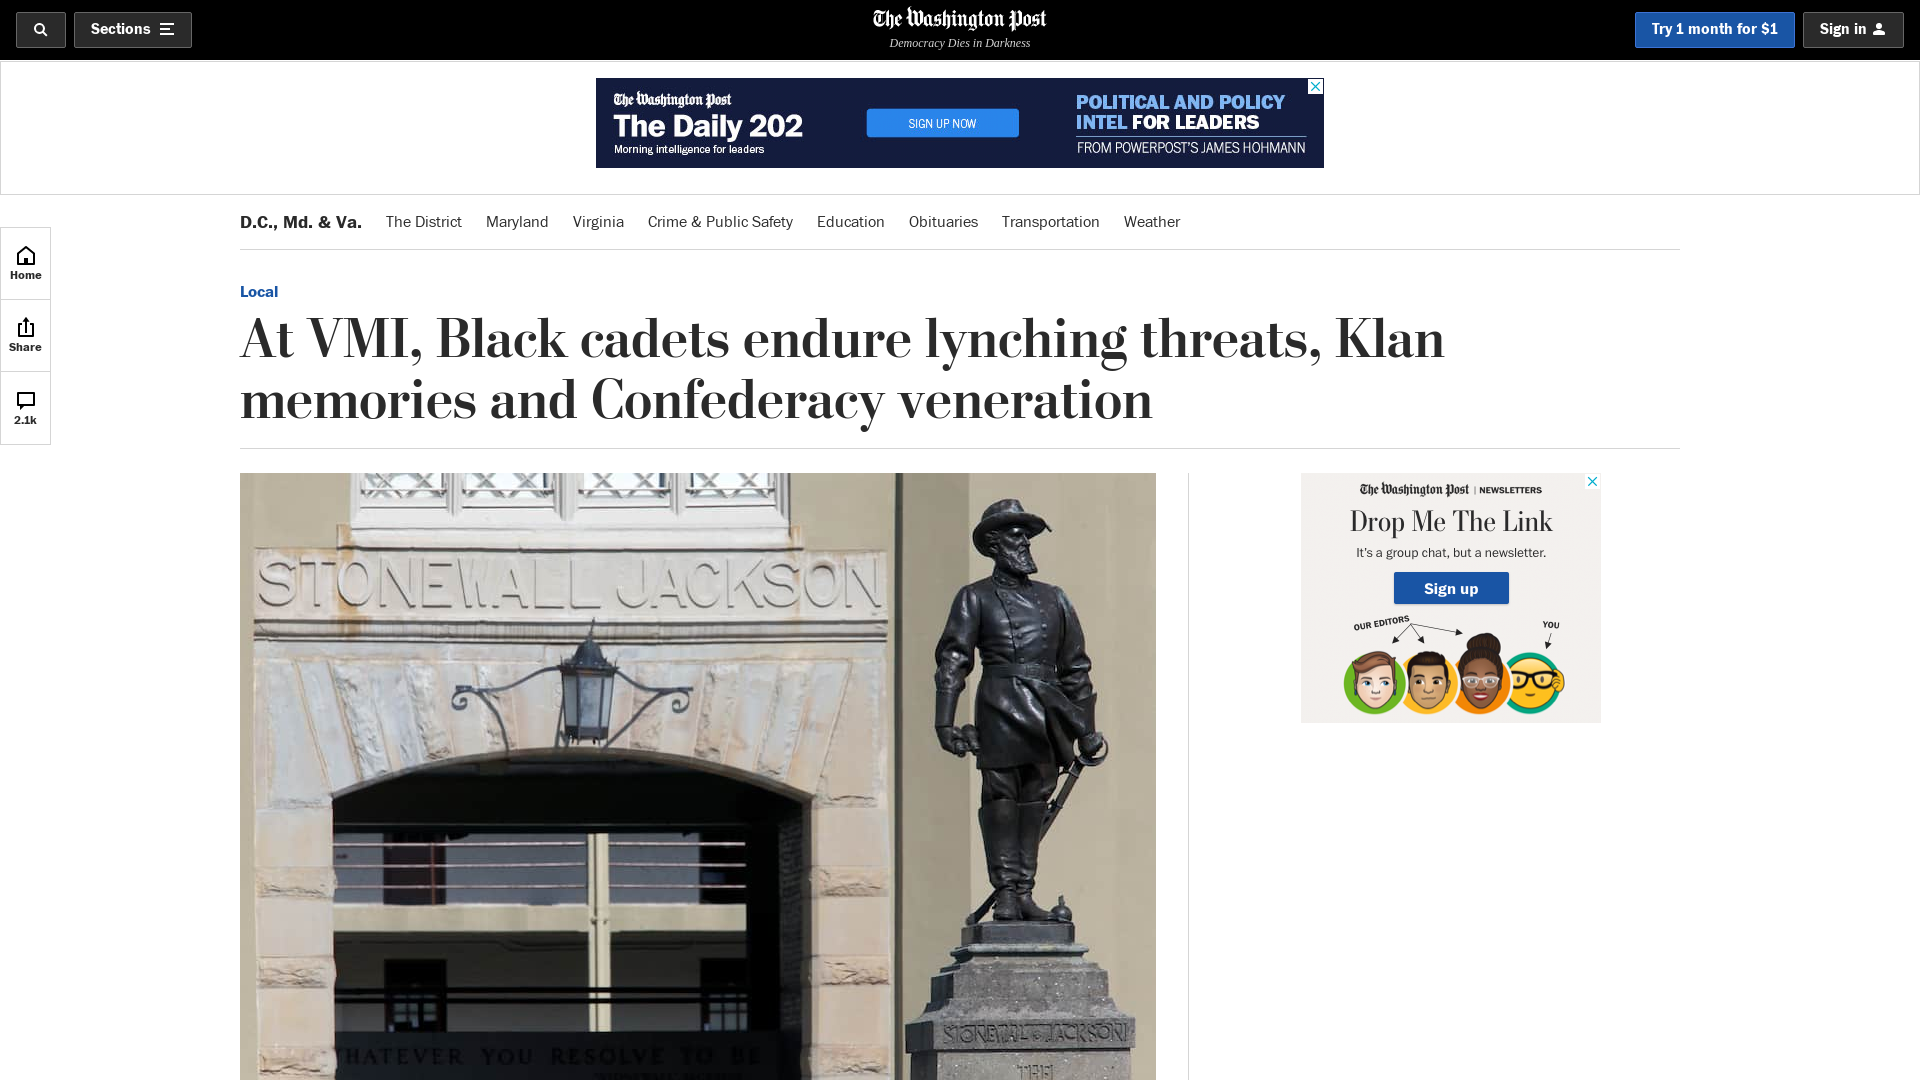 Sections
The Washington Post
Democracy Dies in Darkness
Try 1 month for $1
Sign in
The Washington Post
The Daily 202
Morning intelligence for leaders
SIGN UP NOW
POLITICAL AND POLICY
INTEL FOR LEADERS
FROM POWERPOST'S JAMES HOHMANN
D.C., Md. & Va.
The District
Maryland
Virginia
Crime & Public Safety
Education
Obituaries
Transportation
Weather
Home
Share
2.1k
Local
At VMI, Black cadets endure lynching threats, Klan
memories and Confederacy veneration
STONEWALL JACKSON
HATEVER YOU RESOLVE TO BE
STONEWALL JACKSON
THE
The Washington Post | NEWSLETTERS
Drop Me The Link
It's a group chat, but a newsletter.
Sign up
OUR EDITORS
YOU